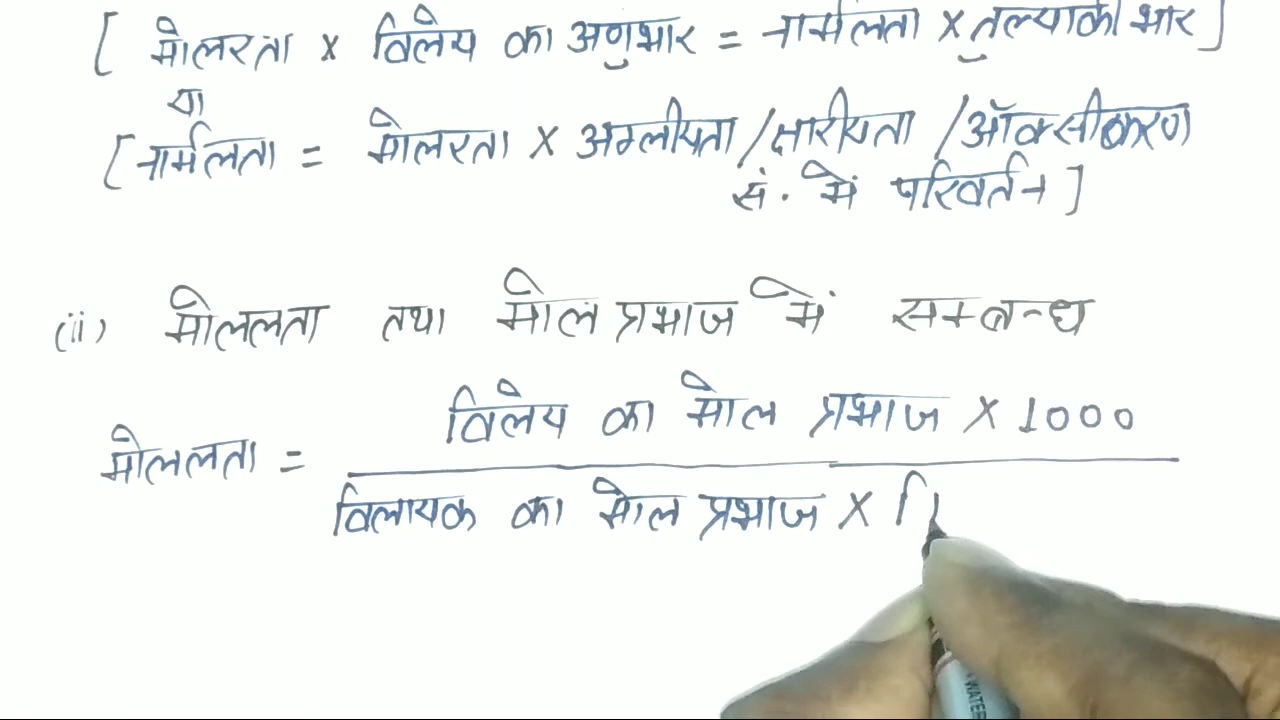 [ मोलरता × विलेय का अणुभार = नार्मलता × तुल्यांकी भार ]
या
[ नार्मलता = मोलरता × अम्लीयता / क्षारीयता / ऑक्सीकरण
सं. में परिवर्तन ]
(ii) मोललता तथा मोल प्रभाज में सम्बन्ध
विलेय का मोल प्रभाज × 1000
मोललता =
विलायक का मोल प्रभाज ×
WATER